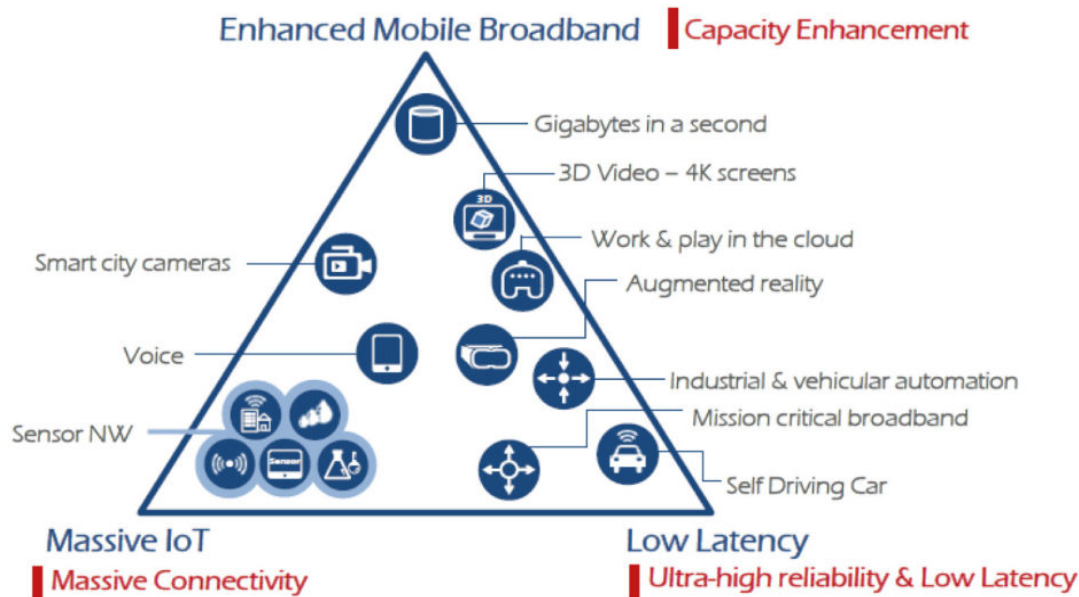 Enhanced Mobile Broadband
Capacity Enhancement
Gigabytes in a second
3D Video – 4K screens
3D
Work & play in the cloud
Smart city cameras
Augmented reality
Voice
Industrial & vehicular automation
Mission critical broadband
Sensor NW
Sensor
Self Driving Car
Massive IoT
Low Latency
Massive Connectivity
Ultra-high reliability & Low Latency